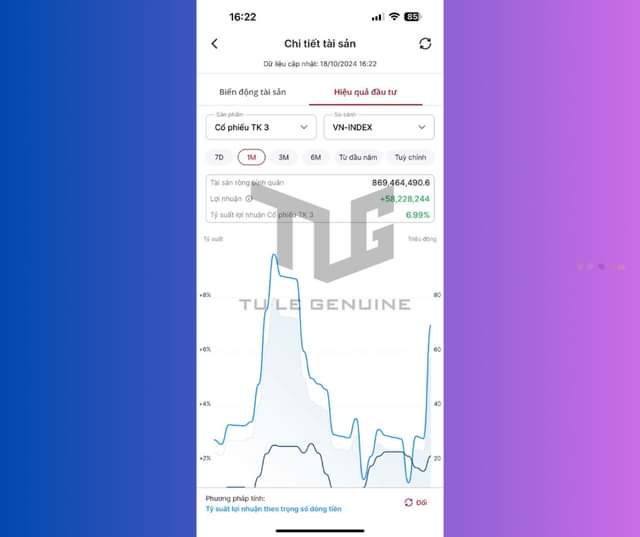 16:22
85
Chi tiết tài sản
Dữ liệu cập nhật: 18/10/2024 16:22
Biến động tài sản
Hiệu quả đầu tư
Sản phẩm
Cổ phiếu TK 3
So sánh
VN-INDEX
7D 1M 3M 6M Từ đầu năm Tuỳ chỉnh
Tài sản ròng bình quân 869,464,490.6
Lợi nhuận +58,228,244
Tỷ suất lợi nhuận Cổ phiếu TK 3 6.99%
Tỷ suất Triệu đồng
TLG
TU LE GENUINE
+8% 80
+6% 60
+4% 40
+2% 20
Phương pháp tính:
Tỷ suất lợi nhuận theo trọng số dòng tiền
Đổi